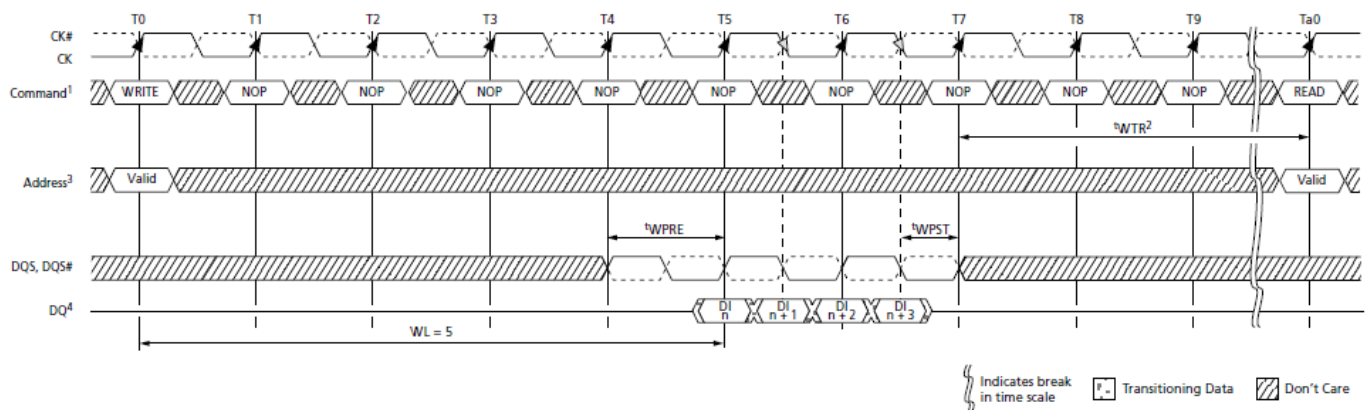 T0 T1 T2 T3 T4 T5 T6 T7 T8 T9 Ta0
CK#
CK
Command1 WRITE NOP NOP NOP NOP NOP NOP NOP NOP NOP READ
tWTR2
Address3 Valid Valid
tWPRE tWPST
DQS, DQS#
DQ4 DI n DI n + 1 DI n + 2 DI n + 3
WL = 5
Indicates break
in time scale
Transitioning Data
Don't Care